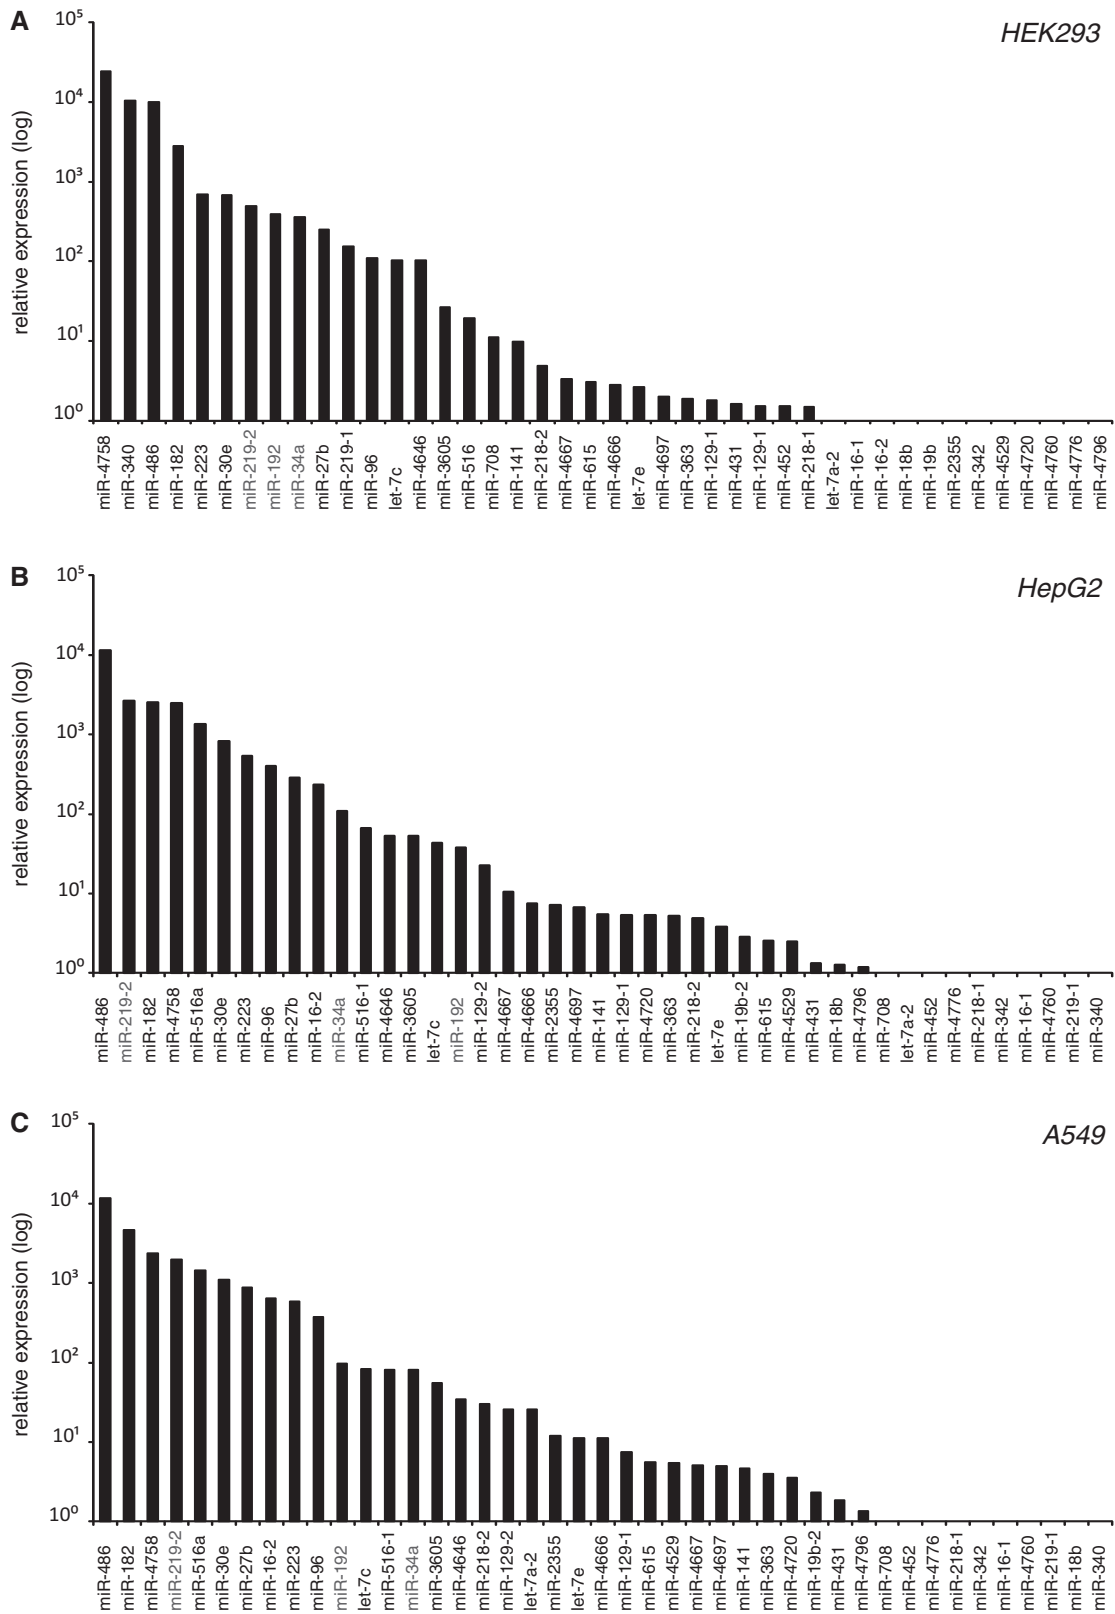 A
HEK293
relative expression (log)
10⁵
10⁴
10³
10²
10¹
10⁰
miR-4758
miR-340
miR-486
miR-182
miR-223
miR-30e
miR-219-2
miR-192
miR-34a
miR-27b
miR-219-1
miR-96
let-7c
miR-4646
miR-3605
miR-516
miR-708
miR-141
miR-218-2
miR-4667
miR-615
miR-4666
let-7e
miR-4697
miR-363
miR-129-1
miR-431
miR-129-1
miR-452
miR-218-1
let-7a-2
miR-16-1
miR-16-2
miR-18b
miR-19b
miR-2355
miR-342
miR-4529
miR-4720
miR-4760
miR-4776
miR-4796
B
HepG2
relative expression (log)
10⁵
10⁴
10³
10²
10¹
10⁰
miR-486
miR-219-2
miR-182
miR-4758
miR-516a
miR-30e
miR-223
miR-96
miR-27b
miR-16-2
miR-34a
miR-516-1
miR-4646
miR-3605
let-7c
miR-192
miR-129-2
miR-4667
miR-4666
miR-2355
miR-4697
miR-141
miR-129-1
miR-4720
miR-363
miR-218-2
let-7e
miR-19b-2
miR-615
miR-4529
miR-431
miR-18b
miR-4796
miR-708
let-7a-2
miR-452
miR-4776
miR-218-1
miR-342
miR-16-1
miR-4760
miR-219-1
miR-340
C
A549
relative expression (log)
10⁵
10⁴
10³
10²
10¹
10⁰
miR-486
miR-182
miR-4758
miR-219-2
miR-516a
miR-30e
miR-27b
miR-16-2
miR-223
miR-96
miR-192
let-7c
miR-516-1
miR-34a
miR-3605
miR-4646
miR-218-2
miR-129-2
let-7a-2
miR-2355
let-7e
miR-4666
miR-129-1
miR-615
miR-4529
miR-4667
miR-4697
miR-141
miR-363
miR-4720
miR-19b-2
miR-431
miR-4796
miR-708
miR-452
miR-4776
miR-218-1
miR-342
miR-16-1
miR-4760
miR-219-1
miR-18b
miR-340